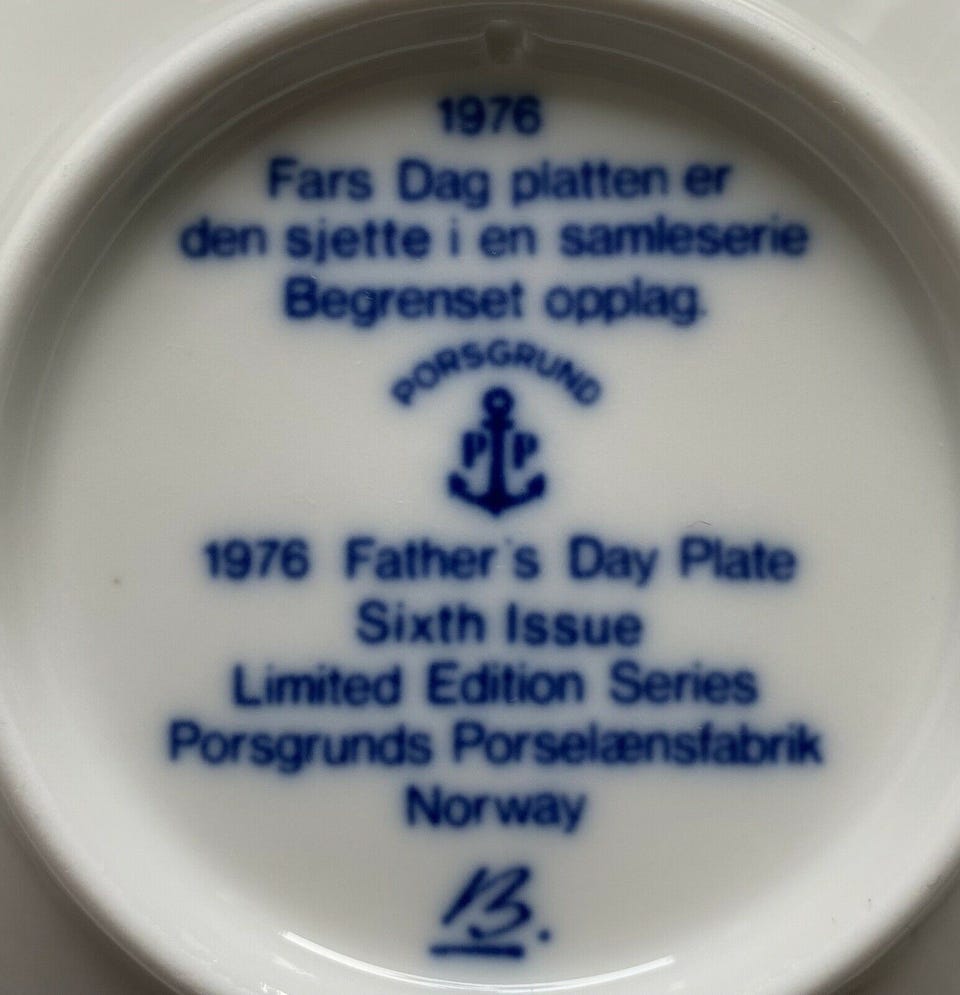 1976
Fars Dag platten er
den sjette i en samleserie
Begrenset opplag.
PORSGRUND
P P
1976 Father's Day Plate
Sixth Issue
Limited Edition Series
Porsgrunds Porselænsfabrik
Norway
B.